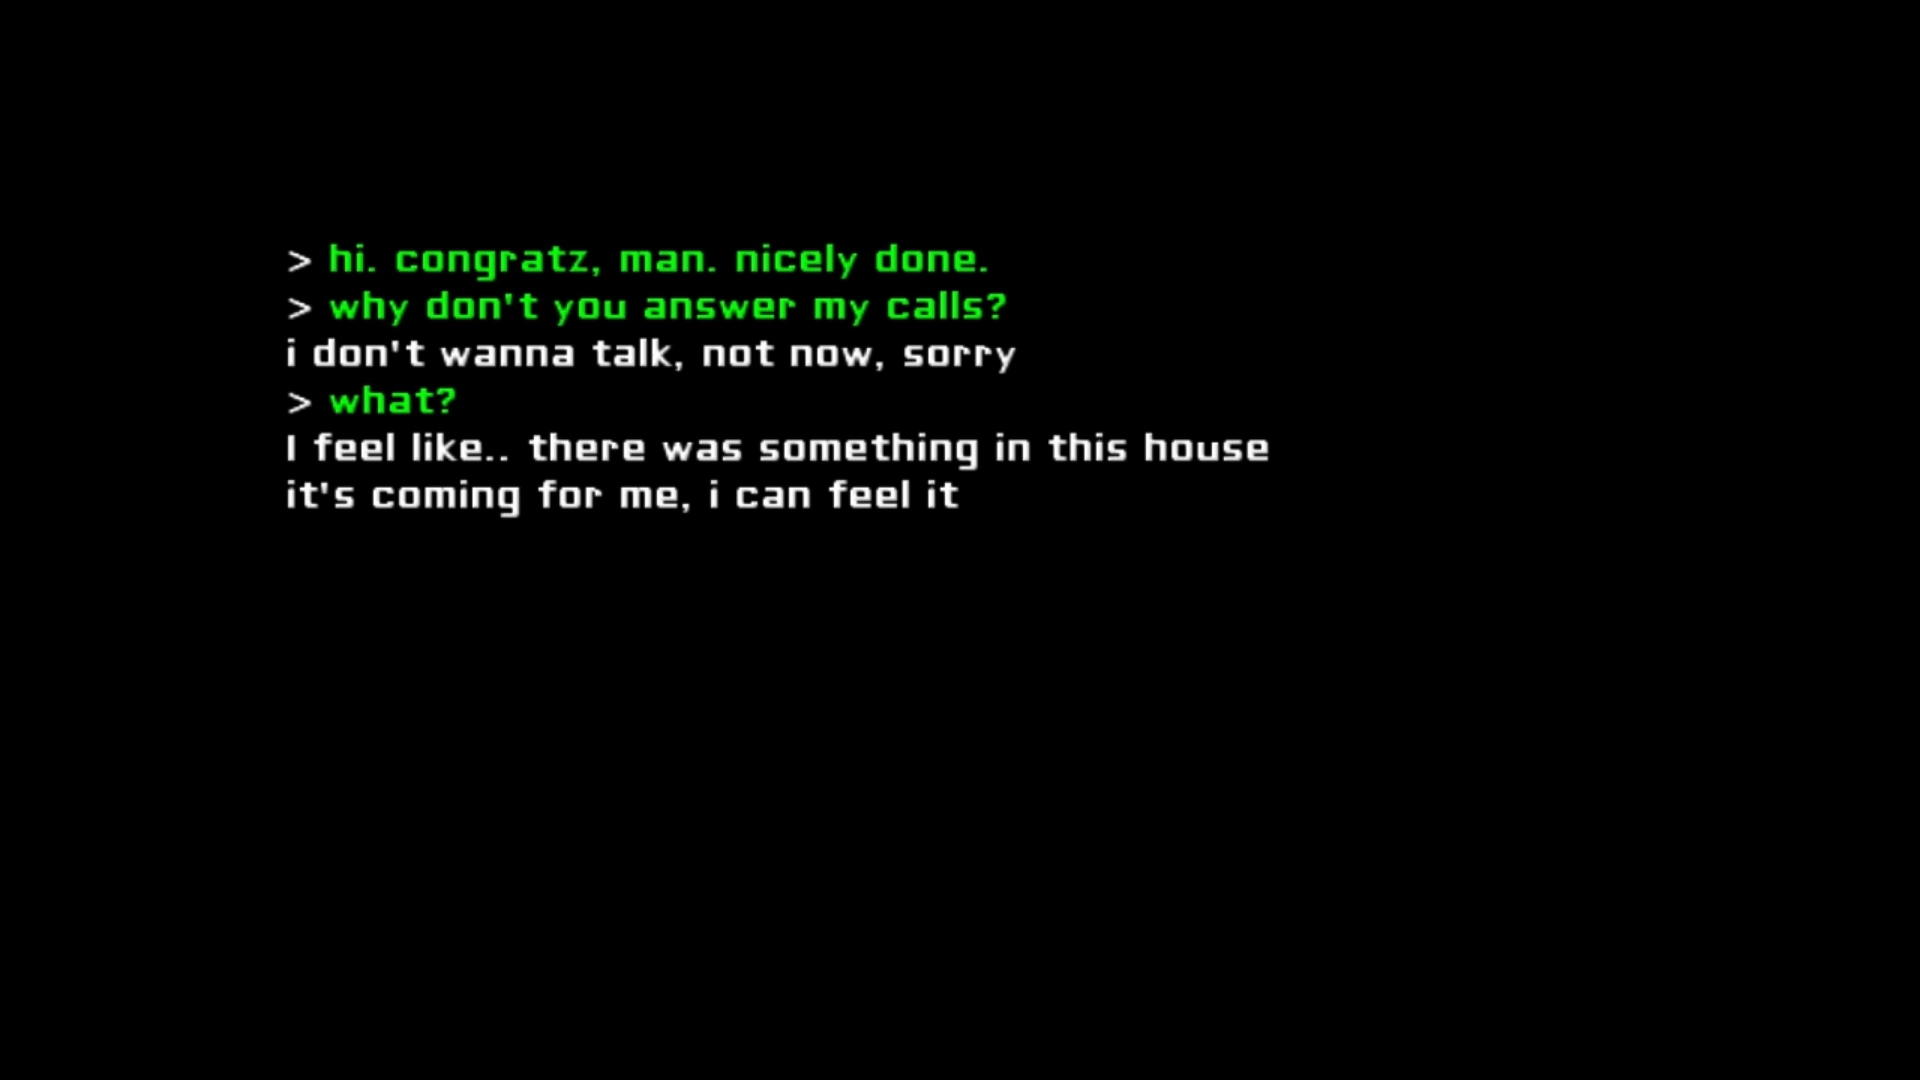 > hi. congratz, man. nicely done.
> why don't you answer my calls?
i don't wanna talk, not now, sorry
> what?
I feel like.. there was something in this house
it's coming for me, i can feel it